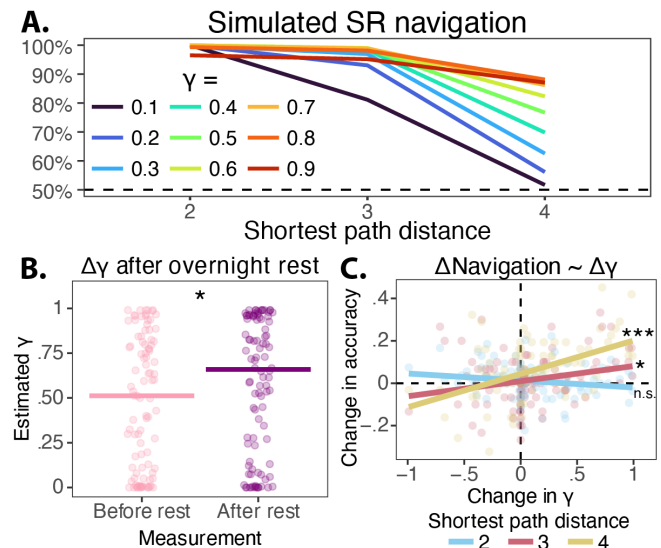 A. Simulated SR navigation
100%
90%
80%
70%
60%
50%
γ =
0.1 0.4 0.7
0.2 0.5 0.8
0.3 0.6 0.9
2 3 4
Shortest path distance
B. Δγ after overnight rest
*
Estimated γ
1
.75
.50
.25
0
Before rest After rest
Measurement
C. ΔNavigation ~ Δγ
Change in accuracy
.4
.2
0
-.2
***
*
n.s.
-1 -.5 0 .5 1
Change in γ
Shortest path distance
2 3 4